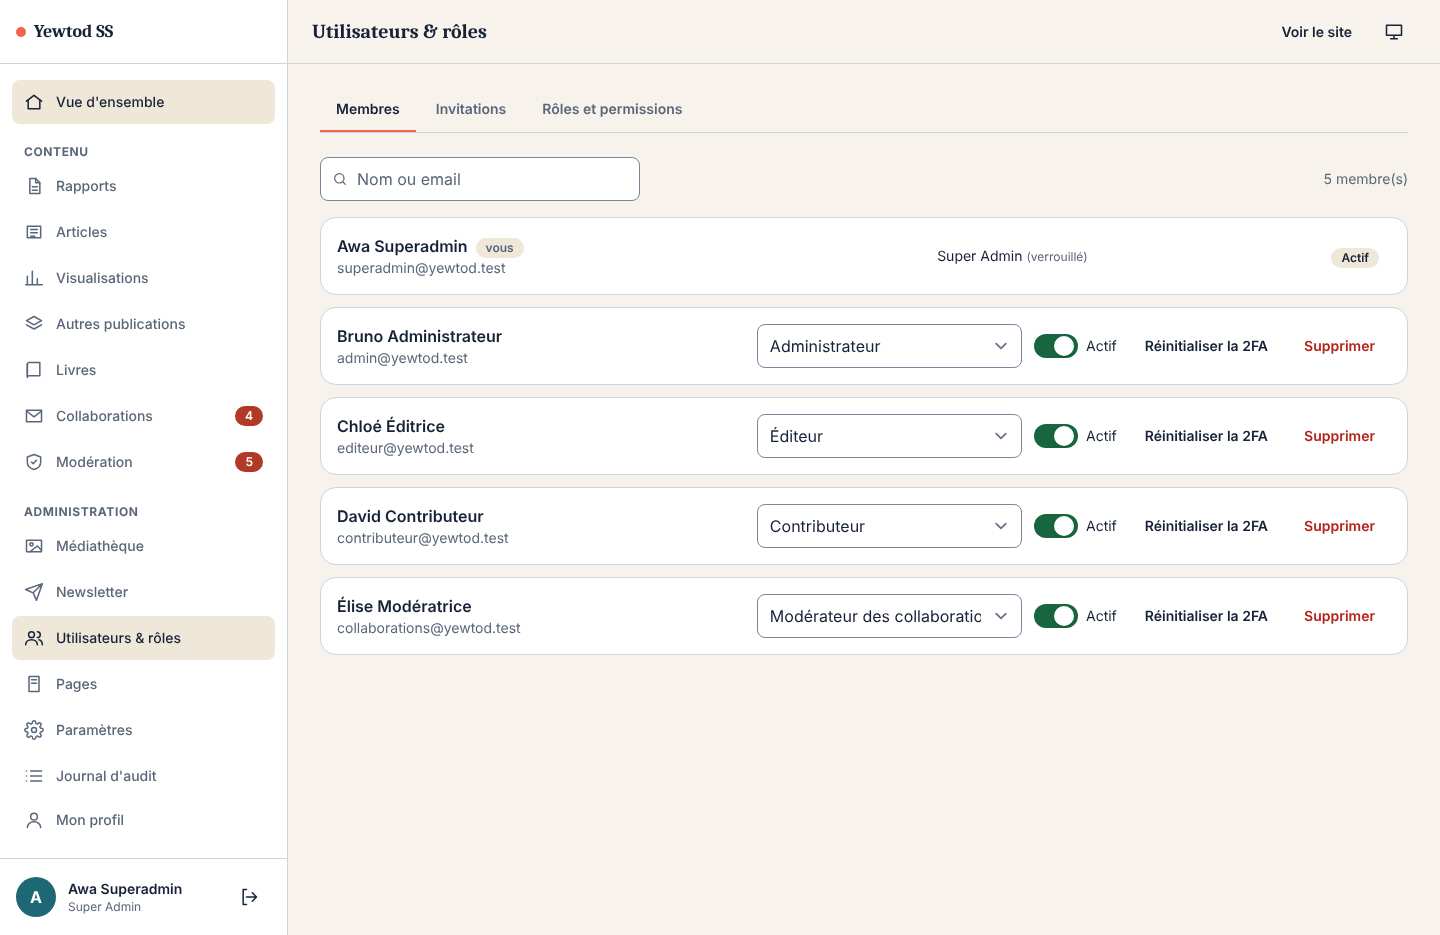 Yewtod SS
Utilisateurs & rôles
Voir le site
Vue d'ensemble
CONTENU
Rapports
Articles
Visualisations
Autres publications
Livres
Collaborations 4
Modération 5
ADMINISTRATION
Médiathèque
Newsletter
Utilisateurs & rôles
Pages
Paramètres
Journal d'audit
Mon profil
A
Awa Superadmin
Super Admin
Membres Invitations Rôles et permissions
Nom ou email
5 membre(s)
Awa Superadmin vous
superadmin@yewtod.test
Super Admin (verrouillé)
Actif
Bruno Administrateur
admin@yewtod.test
Administrateur Actif Réinitialiser la 2FA Supprimer
Chloé Éditrice
editeur@yewtod.test
Éditeur Actif Réinitialiser la 2FA Supprimer
David Contributeur
contributeur@yewtod.test
Contributeur Actif Réinitialiser la 2FA Supprimer
Élise Modératrice
collaborations@yewtod.test
Modérateur des collaboratio Actif Réinitialiser la 2FA Supprimer